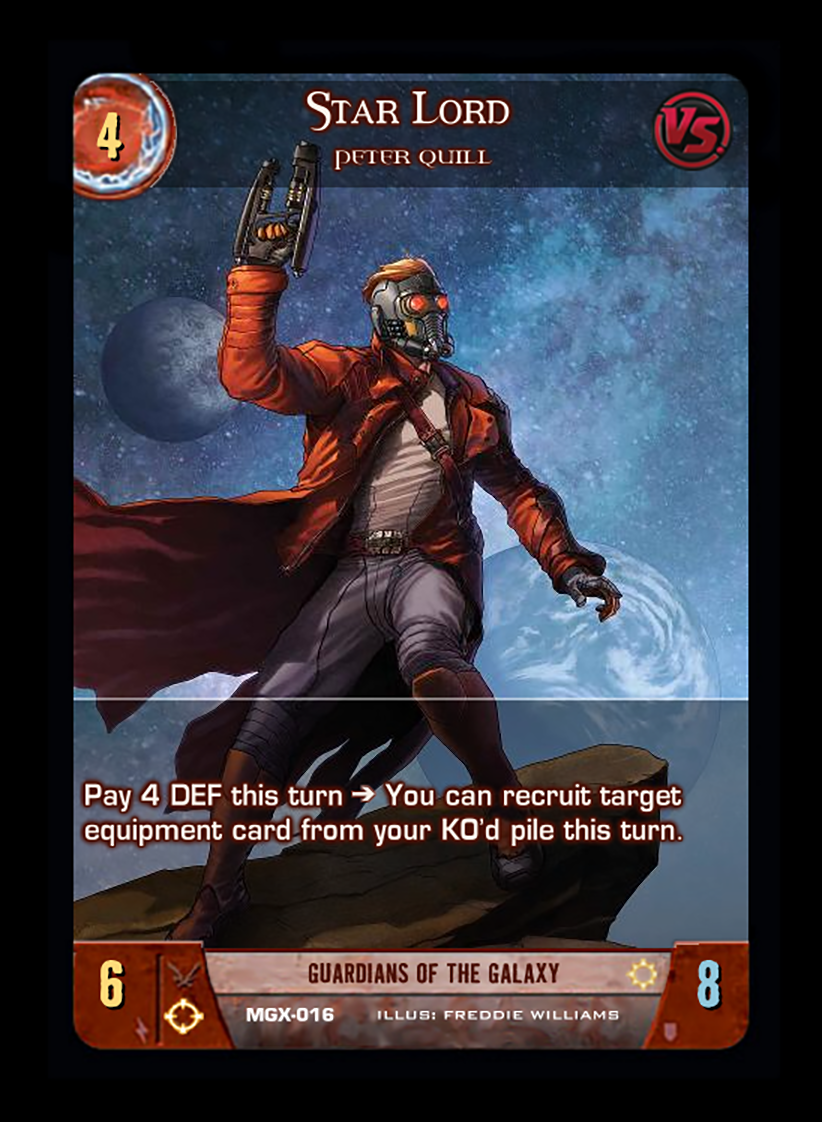 4
Star Lord
VS.
Peter Quill
Pay 4 DEF this turn → You can recruit target
equipment card from your KO'd pile this turn.
6
GUARDIANS OF THE GALAXY
8
MGX-016 ILLUS: FREDDIE WILLIAMS